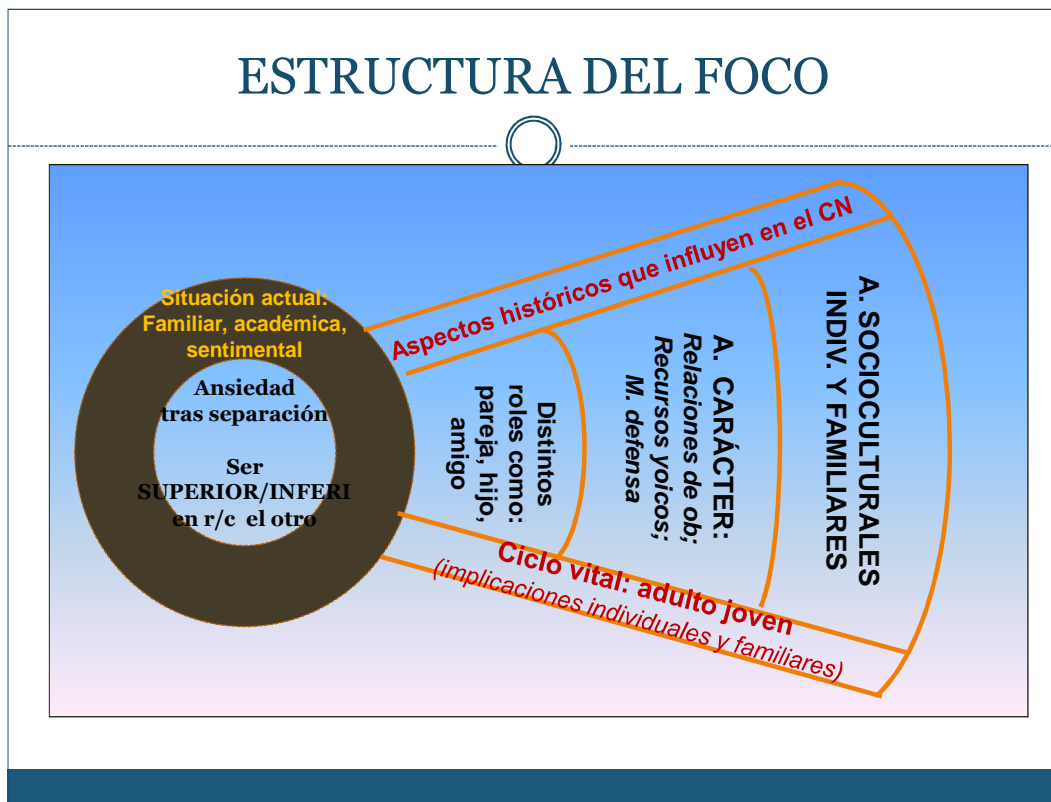 ESTRUCTURA DEL FOCO
Situación actual:
Familiar, académica,
sentimental
Ansiedad
tras separación
Ser
SUPERIOR/INFERI
en r/c el otro
Aspectos históricos que influyen en el CN
Distintos
roles como:
pareja, hijo,
amigo
A. CARÁCTER:
Relaciones de ob;
Recursos yoicos;
M. defensa
A. SOCIOCULTURALES
INDIV. Y FAMILIARES
Ciclo vital: adulto joven
(implicaciones individuales y familiares)